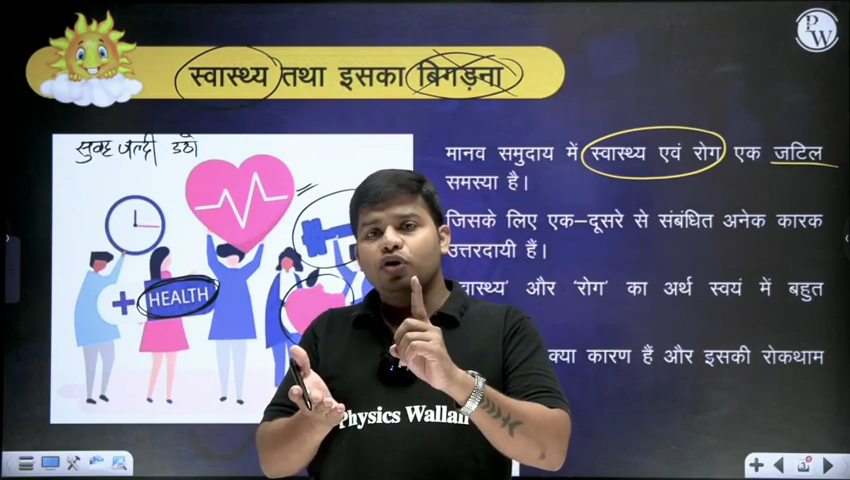 PW
स्वास्थ्य तथा इसका बिगड़ना
सुबह जल्दी उठो
HEALTH
मानव समुदाय में स्वास्थ्य एवं रोग एक जटिल
समस्या है।
जिसके लिए एक–दूसरे से संबंधित अनेक कारक
उत्तरदायी हैं।
और 'रोग' का अर्थ स्वयं में बहुत
क्या कारण हैं और इसकी रोकथाम
Physics Wallah
3